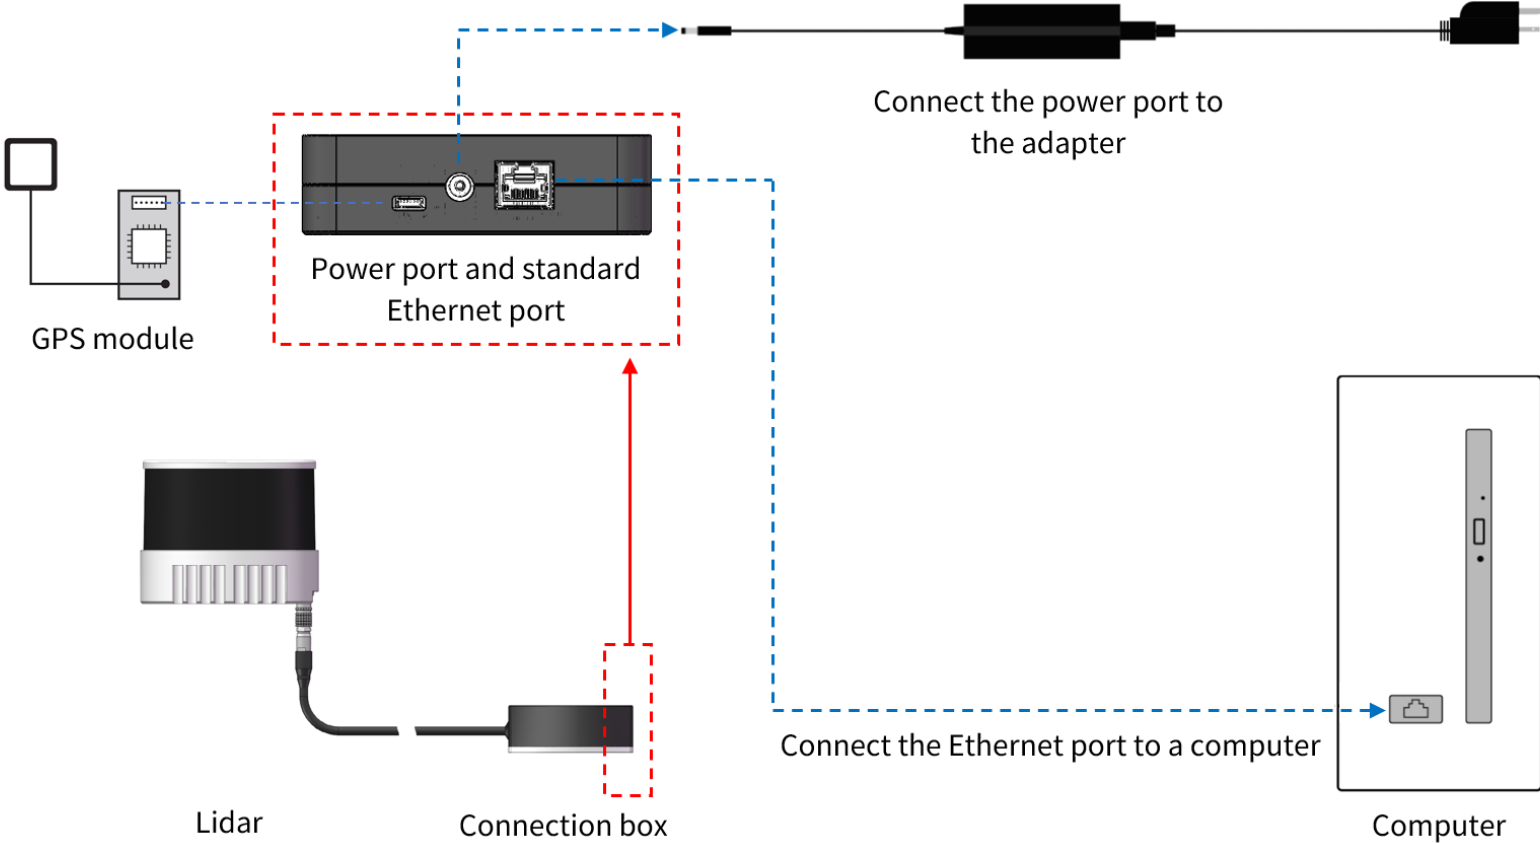 Connect the power port to
the adapter
Power port and standard
Ethernet port
GPS module
Connect the Ethernet port to a computer
Lidar
Connection box
Computer